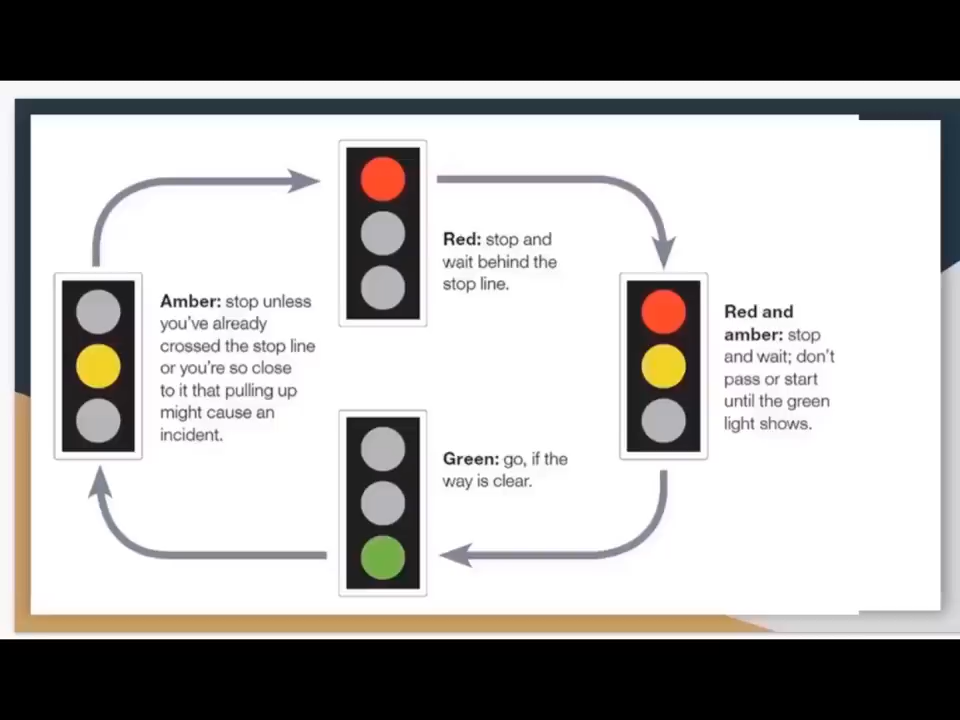 Red: stop and
wait behind the
stop line.
Amber: stop unless
you've already
crossed the stop line
or you're so close
to it that pulling up
might cause an
incident.
Red and
amber: stop
and wait; don't
pass or start
until the green
light shows.
Green: go, if the
way is clear.